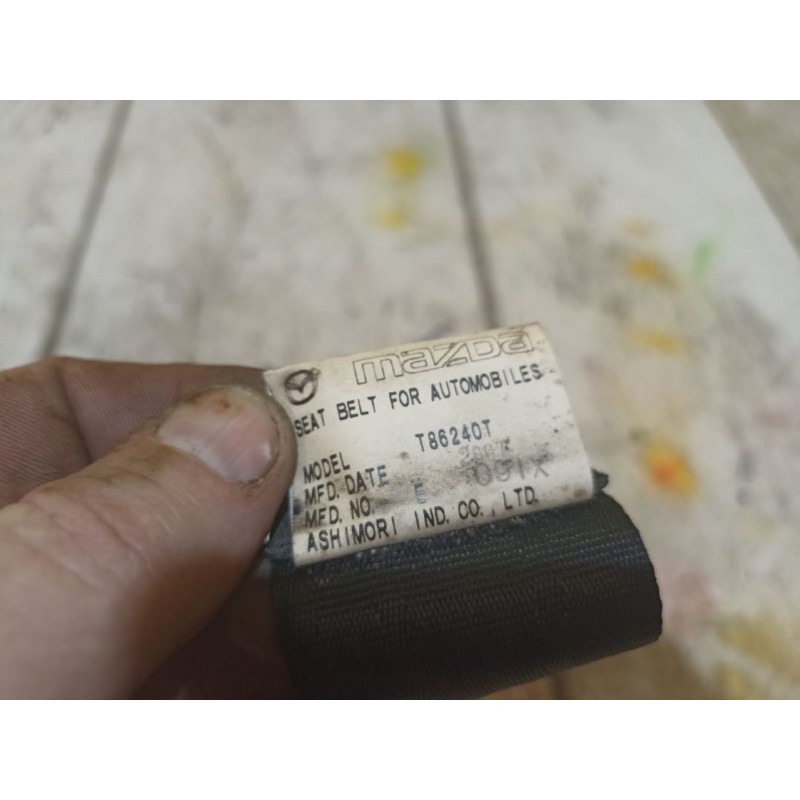 mazda
SEAT BELT FOR AUTOMOBILES
MODEL T86240T
MFD. DATE
MFD. NO. E
ASHIMORI IND. CO., LTD.